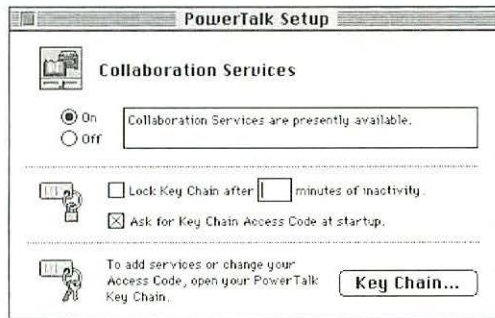 PowerTalk Setup
Collaboration Services
On
Off
Collaboration Services are presently available.
Lock Key Chain after minutes of inactivity.
Ask for Key Chain Access Code at startup.
To add services or change your
Access Code, open your PowerTalk
Key Chain.
Key Chain...